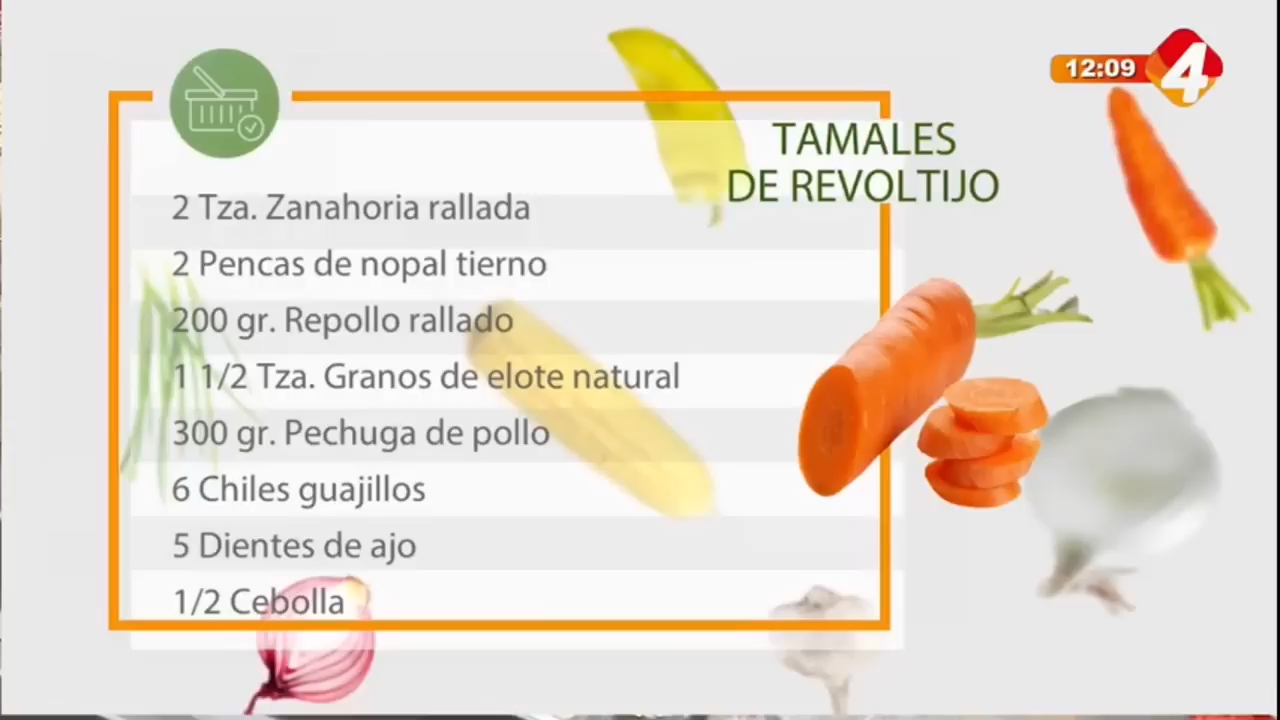 12:09
4
TAMALES
DE REVOLTIJO
2 Tza. Zanahoria rallada
2 Pencas de nopal tierno
200 gr. Repollo rallado
1 1/2 Tza. Granos de elote natural
300 gr. Pechuga de pollo
6 Chiles guajillos
5 Dientes de ajo
1/2 Cebolla